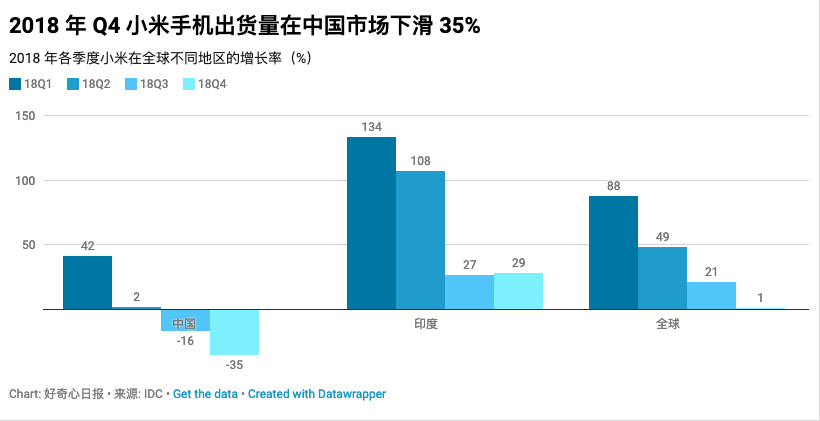 2018 年 Q4 小米手机出货量在中国市场下滑 35%
2018 年各季度小米在全球不同地区的增长率（%）
18Q1 18Q2 18Q3 18Q4
150
134
108
100
88
50
42
49
27
29
21
2
1
中国
印度
全球
-16
-35
Chart: 好奇心日报 • 来源: IDC • Get the data • Created with Datawrapper